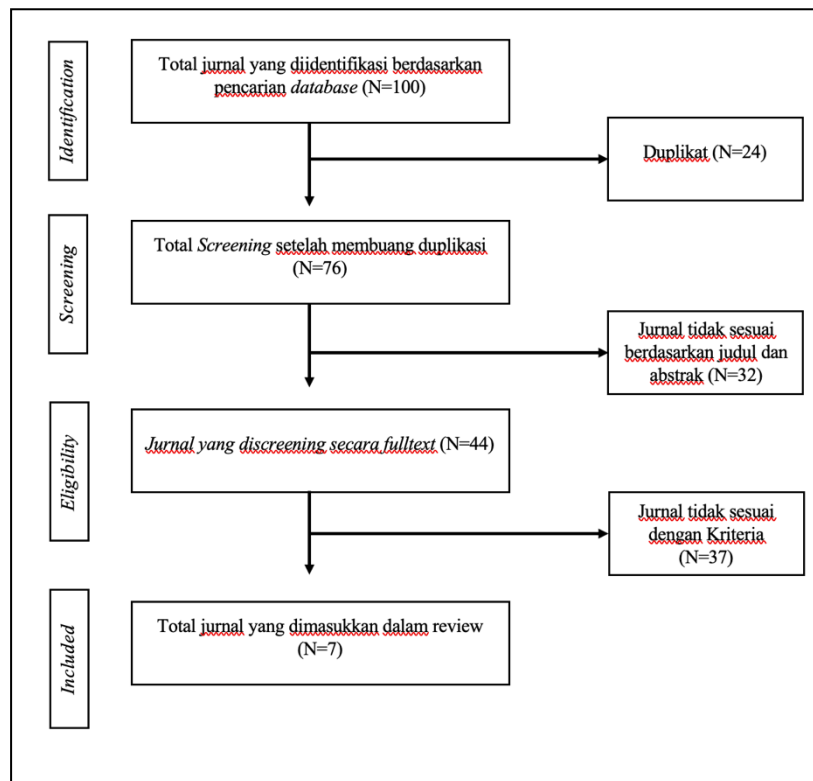 Identification
Total jurnal yang diidentifikasi berdasarkan
pencarian database (N=100)
Duplikat (N=24)
Screening
Total Screening setelah membuang duplikasi
(N=76)
Jurnal tidak sesuai
berdasarkan judul dan
abstrak (N=32)
Eligibility
Jurnal yang discreening secara fulltext (N=44)
Jurnal tidak sesuai
dengan Kriteria
(N=37)
Included
Total jurnal yang dimasukkan dalam review
(N=7)